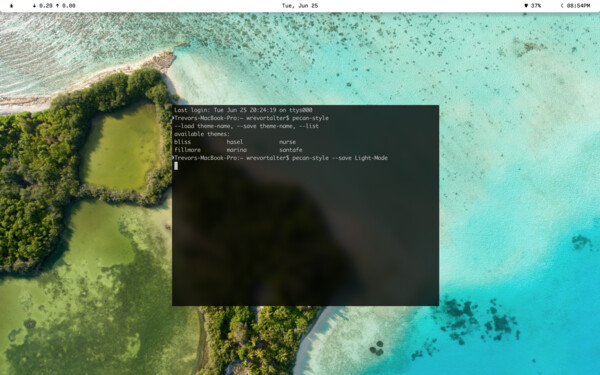 ↓ 0.29 ↑ 0.00
Tue, Jun 25
♥ 37%
☾ 08:54PM
Last login: Tue Jun 25 20:24:19 on ttys000
Trevors-MacBook-Pro:~ wrevortalter$ pecan-style
--load theme-name, --save theme-name, --list
available themes:
bliss hasel nurse
fillmore marina santafe
Trevors-MacBook-Pro:~ wrevortalter$ pecan-style --save Light-Mode